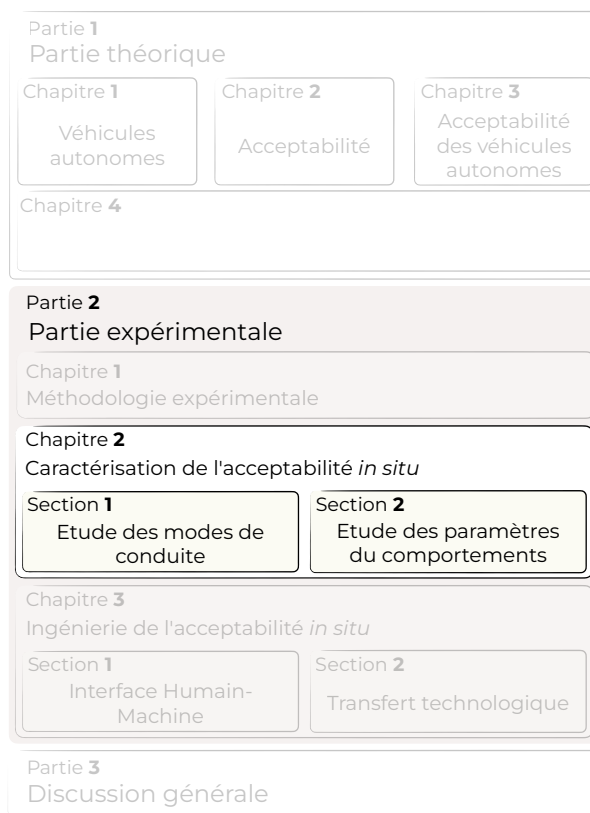 Partie 1
Partie théorique
Chapitre 1
Véhicules
autonomes
Chapitre 2
Acceptabilité
Chapitre 3
Acceptabilité
des véhicules
autonomes
Chapitre 4
Partie 2
Partie expérimentale
Chapitre 1
Méthodologie expérimentale
Chapitre 2
Caractérisation de l'acceptabilité in situ
Section 1
Etude des modes de
conduite
Section 2
Etude des paramètres
du comportements
Chapitre 3
Ingénierie de l'acceptabilité in situ
Section 1
Interface Humain-
Machine
Section 2
Transfert technologique
Partie 3
Discussion générale